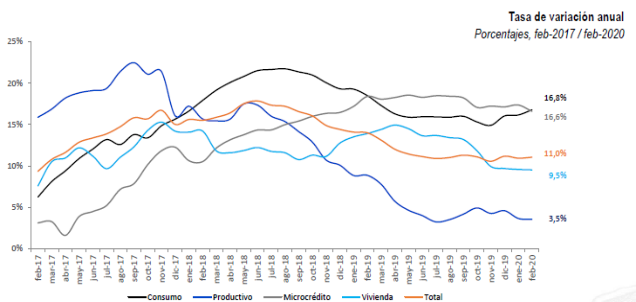 Tasa de variación anual
Porcentajes, feb-2017 / feb-2020
25%
20%
15%
10%
5%
0%
16,8%
16,6%
11,0%
9,5%
3,5%
feb-17
mar-17
abr-17
may-17
jun-17
jul-17
ago-17
sep-17
oct-17
nov-17
dic-17
ene-18
feb-18
mar-18
abr-18
may-18
jun-18
jul-18
ago-18
sep-18
oct-18
nov-18
dic-18
ene-19
feb-19
mar-19
abr-19
may-19
jun-19
jul-19
ago-19
sep-19
oct-19
nov-19
dic-19
ene-20
feb-20
Consumo Productivo Microcrédito Vivienda Total